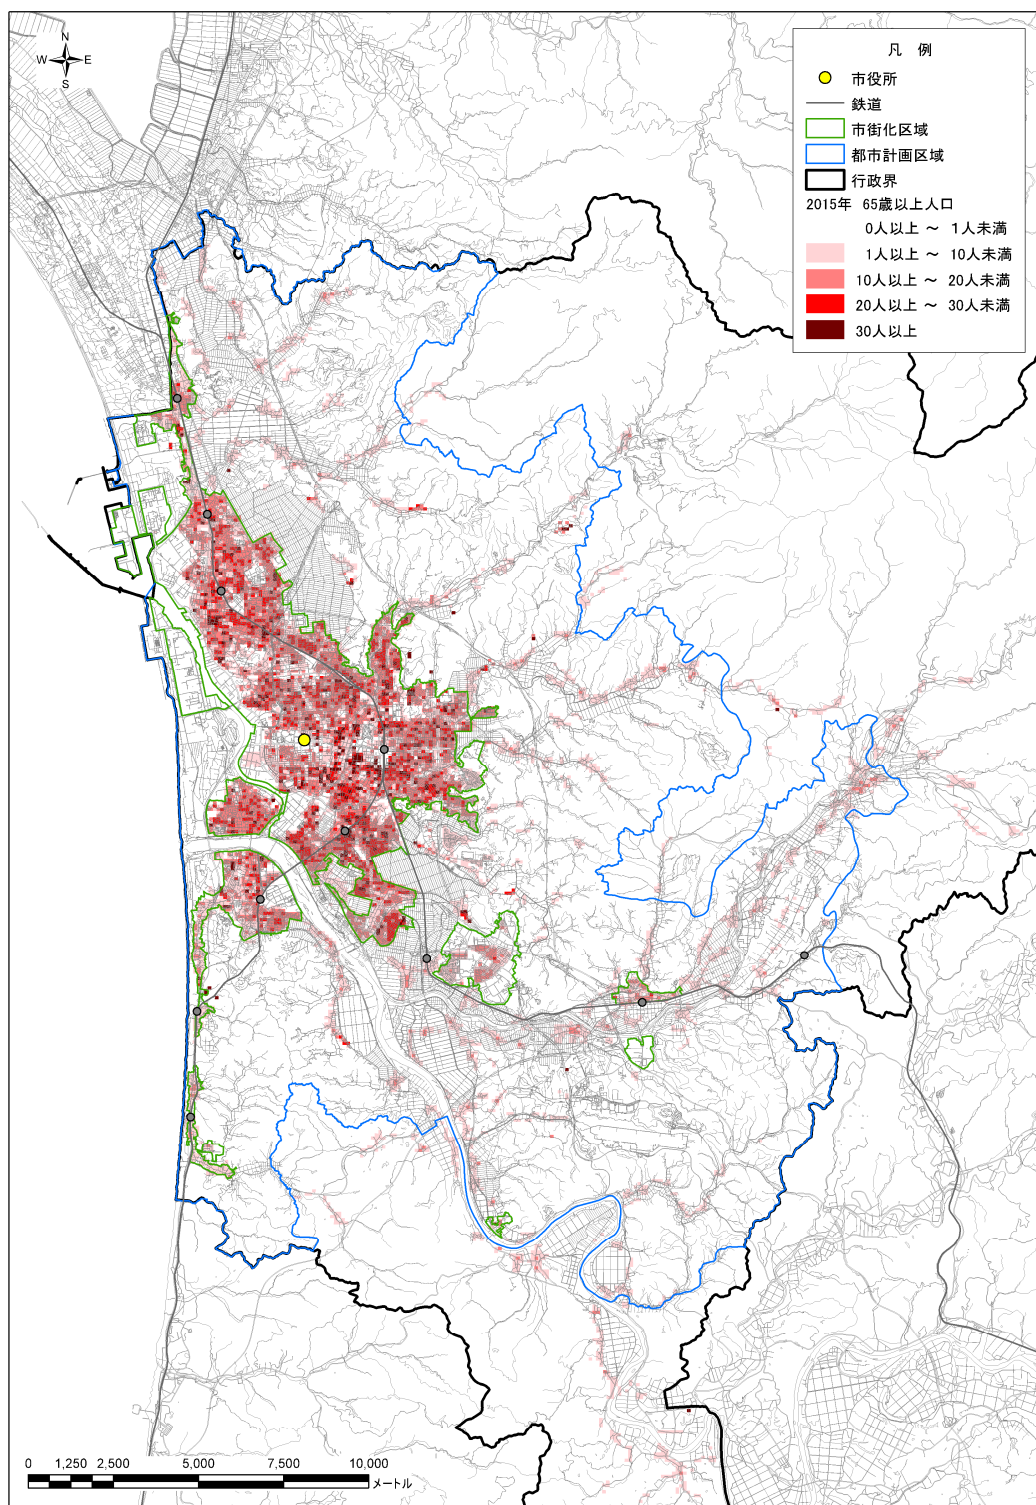 N
W E
S
凡 例
市役所
鉄道
市街化区域
都市計画区域
行政界
2015年 65歳以上人口
0人以上 ～ 1人未満
1人以上 ～ 10人未満
10人以上 ～ 20人未満
20人以上 ～ 30人未満
30人以上
0 1,250 2,500 5,000 7,500 10,000
メートル